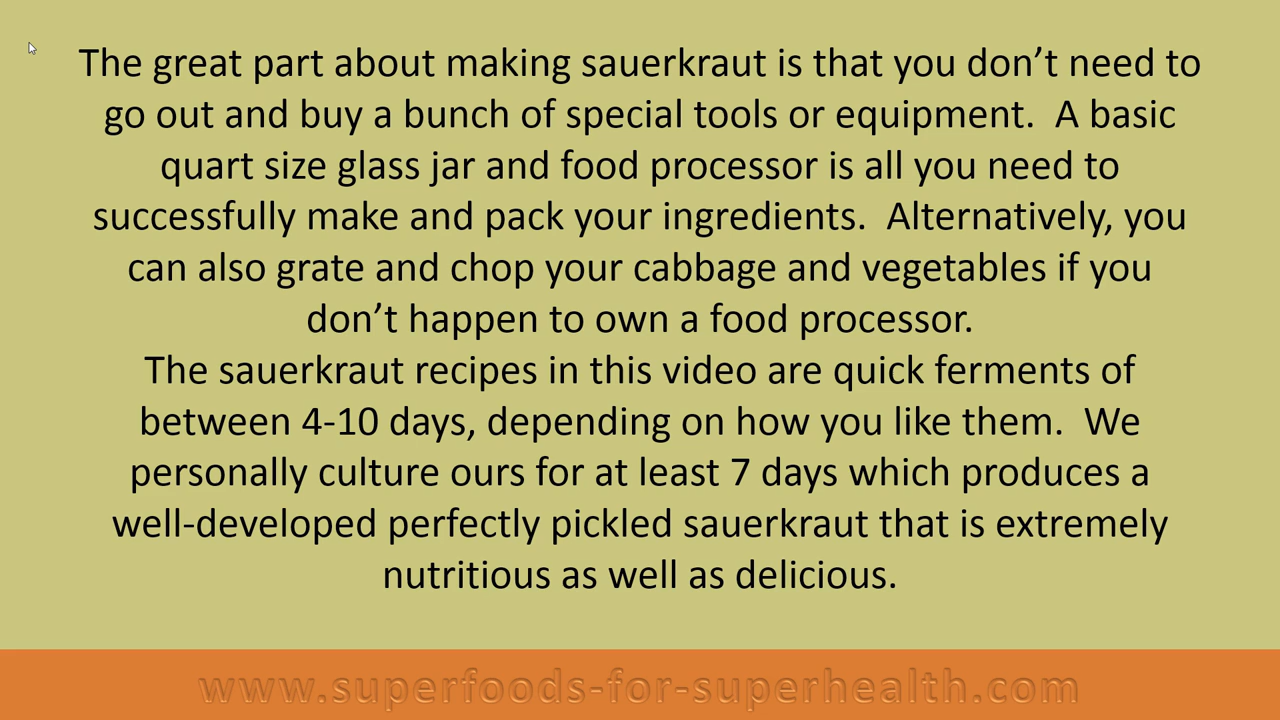 The great part about making sauerkraut is that you don’t need to
go out and buy a bunch of special tools or equipment.  A basic
quart size glass jar and food processor is all you need to
successfully make and pack your ingredients.  Alternatively, you
can also grate and chop your cabbage and vegetables if you
don’t happen to own a food processor.
The sauerkraut recipes in this video are quick ferments of
between 4-10 days, depending on how you like them.  We
personally culture ours for at least 7 days which produces a
well-developed perfectly pickled sauerkraut that is extremely
nutritious as well as delicious.
www.superfoods-for-superhealth.com